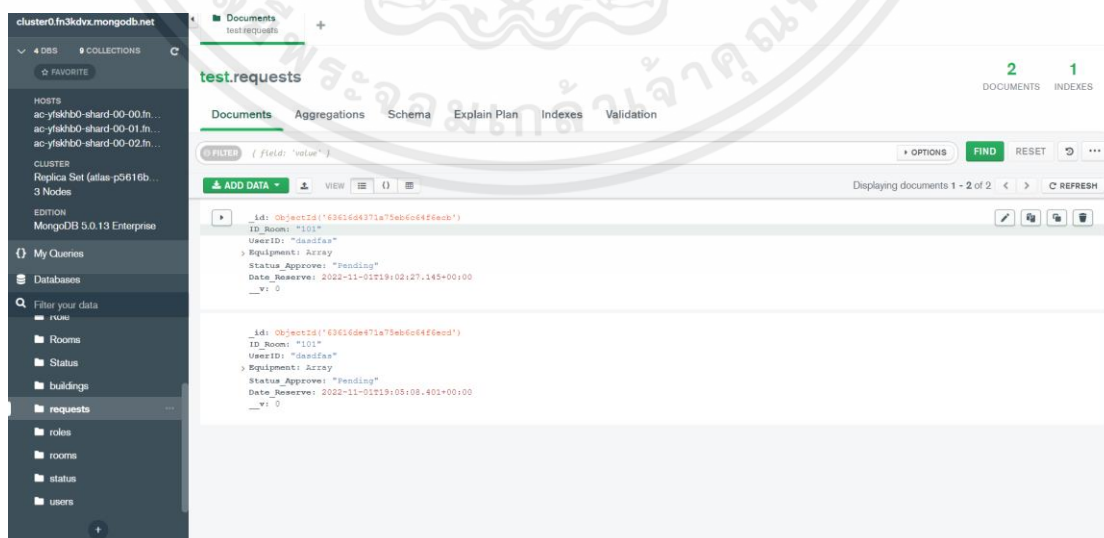 cluster0.fn3kdvx.mongodb.net
4 DBS 9 COLLECTIONS
FAVORITE
HOSTS
ac-yfskhb0-shard-00-00.fn...
ac-yfskhb0-shard-00-01.fn...
ac-yfskhb0-shard-00-02.fn...
CLUSTER
Replica Set (atlas-p5616b...
3 Nodes
EDITION
MongoDB 5.0.13 Enterprise
{} My Queries
Databases
Filter your data
Role
Rooms
Status
buildings
requests
roles
rooms
status
users
+
Documents
test.requests
+
test.requests
2 DOCUMENTS
1 INDEXES
Documents Aggregations Schema Explain Plan Indexes Validation
FILTER { field: 'value' } OPTIONS FIND RESET ...
ADD DATA VIEW {} Displaying documents 1 - 2 of 2 < > REFRESH
_id: ObjectId('63616d4371a75eb6c64f6ecb')
ID_Room: "101"
UserID: "dasdfas"
> Equipment: Array
Status_Approve: "Pending"
Date_Reserve: 2022-11-01T19:02:27.145+00:00
__v: 0
_id: ObjectId('63616de471a75eb6c64f6ecd')
ID_Room: "101"
UserID: "dasdfas"
> Equipment: Array
Status_Approve: "Pending"
Date_Reserve: 2022-11-01T19:05:08.401+00:00
__v: 0